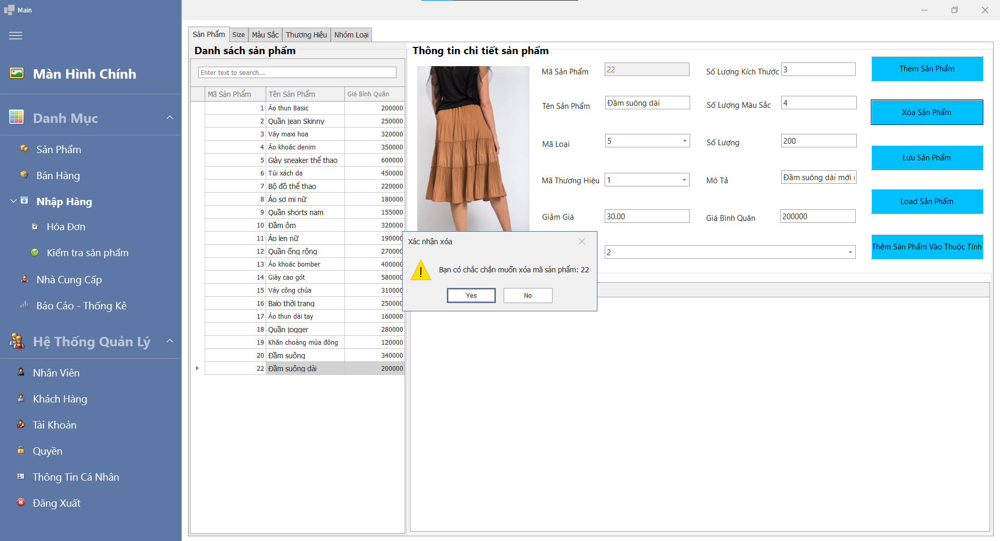 Main
Màn Hình Chính
Danh Mục
Sản Phẩm
Bán Hàng
Nhập Hàng
Hóa Đơn
Kiểm tra sản phẩm
Nhà Cung Cấp
Báo Cáo - Thống Kê
Hệ Thống Quản Lý
Nhân Viên
Khách Hàng
Tài Khoản
Quyền
Thông Tin Cá Nhân
Đăng Xuất
Sản Phẩm Size Màu Sắc Thương Hiệu Nhóm Loại
Danh sách sản phẩm
Enter text to search...
Mã Sản Phẩm Tên Sản Phẩm Giá Bình Quân
1 Áo thun Basic 200000
2 Quần jean Skinny 250000
3 Váy maxi hoa 320000
4 Áo khoác denim 350000
5 Giày sneaker thể thao 600000
6 Túi xách da 450000
7 Bộ đồ thể thao 220000
8 Áo sơ mi nữ 180000
9 Quần shorts nam 155000
10 Đầm ôm 320000
11 Áo len nữ 190000
12 Quần ống rộng 270000
13 Áo khoác bomber 400000
14 Giày cao gót 580000
15 Váy công chúa 310000
16 Balo thời trang 250000
17 Áo thun dài tay 160000
18 Quần jogger 280000
19 Khăn choàng mùa đông 120000
20 Đầm suông 340000
22 Đầm suông dài 200000
Thông tin chi tiết sản phẩm
Mã Sản Phẩm 22 Số Lượng Kích Thước 3
Tên Sản Phẩm Đầm suông dài Số Lượng Màu Sắc 4
Mã Loại 5 Số Lượng 200
Mã Thương Hiệu 1 Mô Tả Đầm suông dài mới
Giảm Giá 30.00 Giá Bình Quân 200000
2
Thêm Sản Phẩm
Xóa Sản Phẩm
Lưu Sản Phẩm
Load Sản Phẩm
Thêm Sản Phẩm Vào Thuộc Tính
Xác nhận xóa
Bạn có chắc chắn muốn xóa mã sản phẩm: 22
Yes No